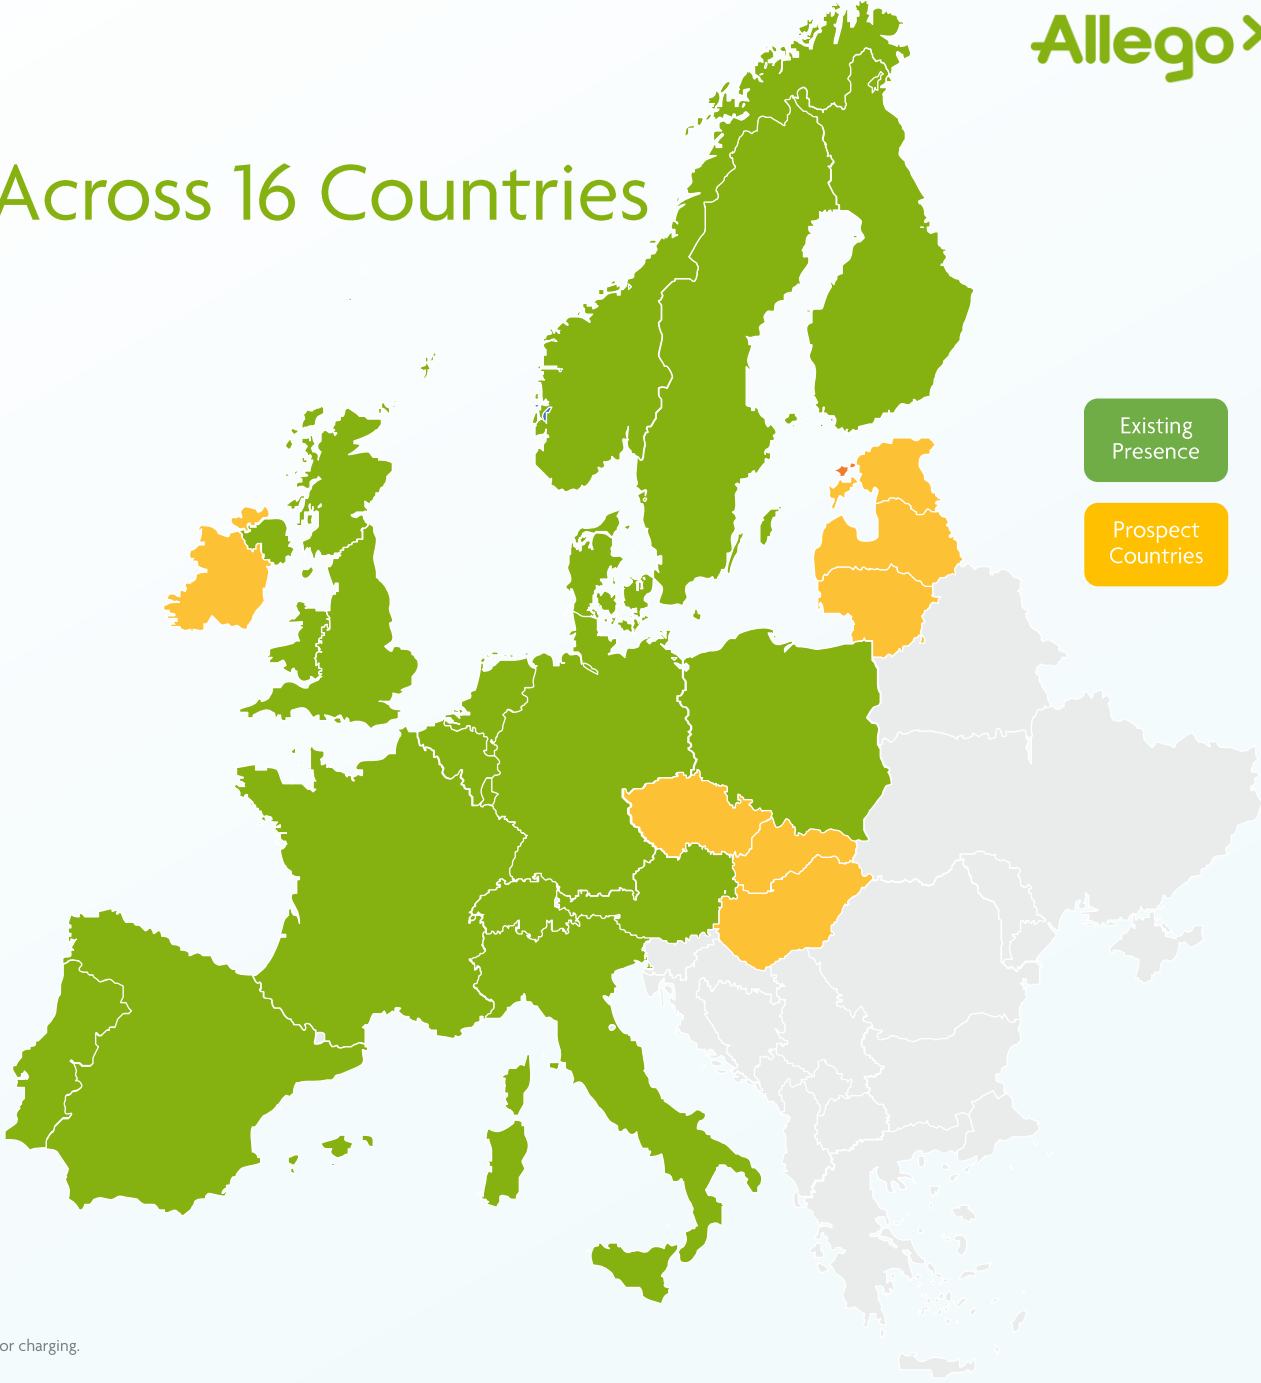 Allego
Across 16 Countries
Existing
Presence
Prospect
Countries
or charging.